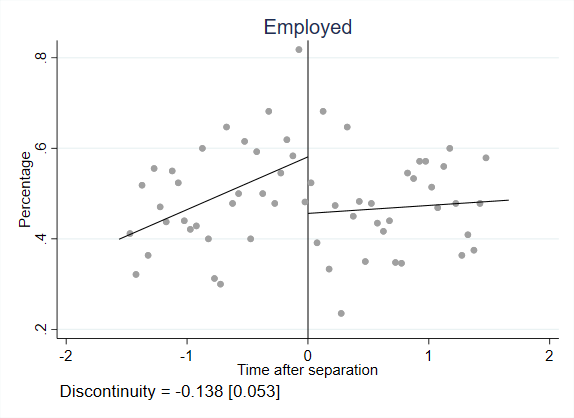 Employed
.8
.6
.4
.2
Percentage
-2 -1 0 1 2
Time after separation
Discontinuity = -0.138 [0.053]